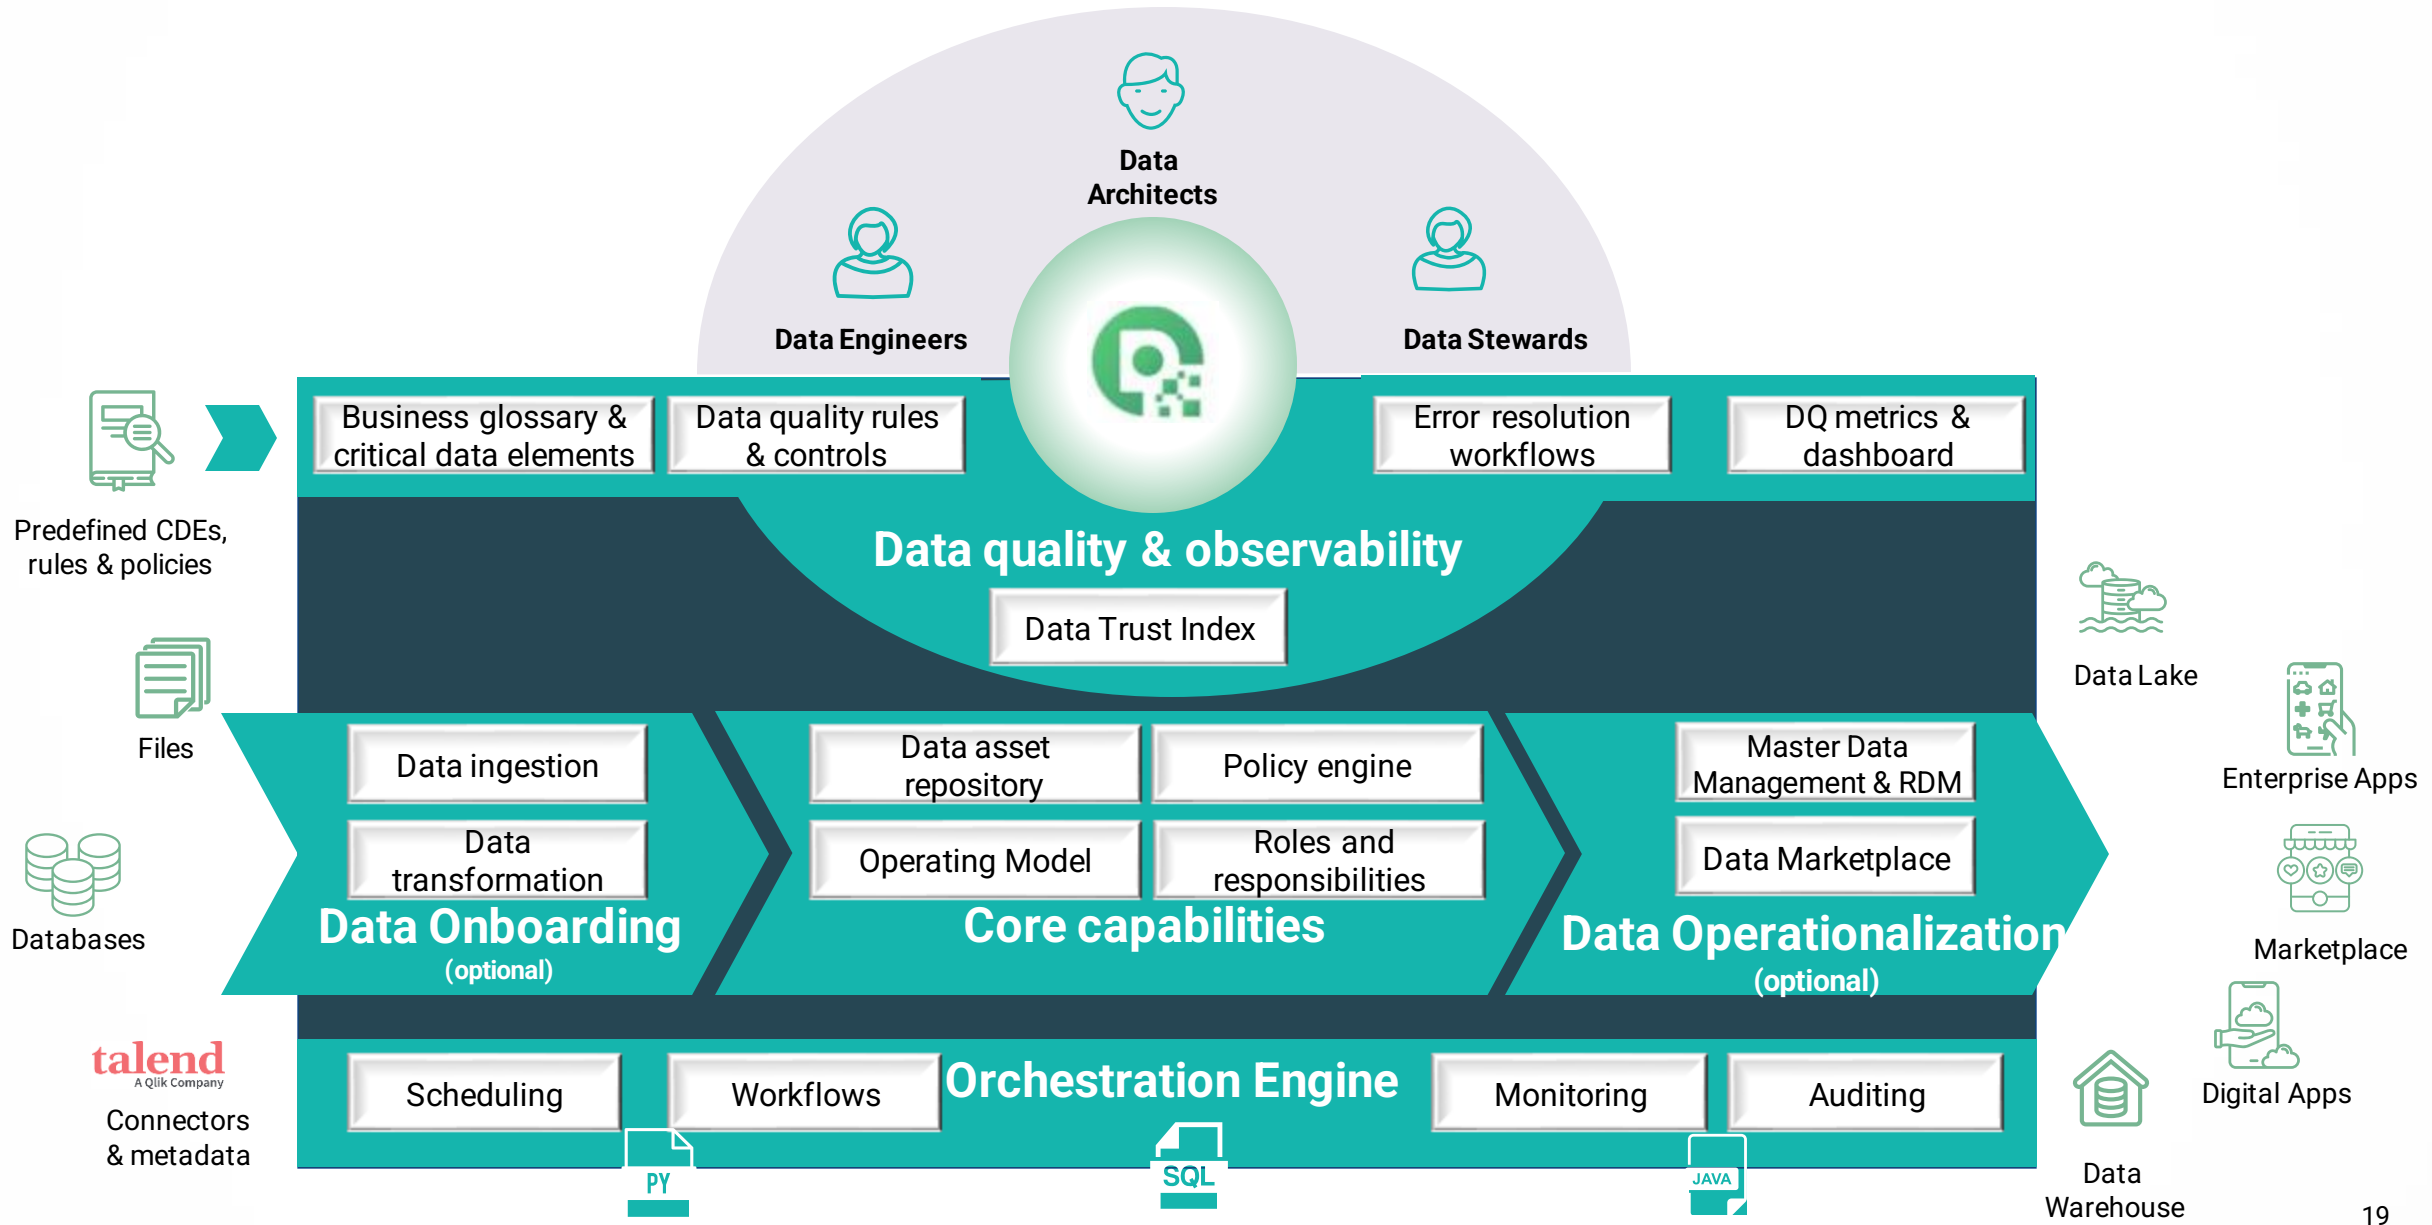 Data
Architects
Data Engineers
Data Stewards
Business glossary &
critical data elements
Data quality rules
& controls
Error resolution
workflows
DQ metrics &
dashboard
Predefined CDEs,
rules & policies
Data quality & observability
Data Trust Index
Files
Databases
talend
A Qlik Company
Connectors
& metadata
Data ingestion
Data
transformation
Data Onboarding
(optional)
Data asset
repository
Policy engine
Operating Model
Roles and
responsibilities
Core capabilities
Master Data
Management & RDM
Data Marketplace
Data Operationalization
(optional)
Data Lake
Enterprise Apps
Marketplace
Digital Apps
Data
Warehouse
Scheduling
Workflows
Orchestration Engine
Monitoring
Auditing
PY
SQL
JAVA
19